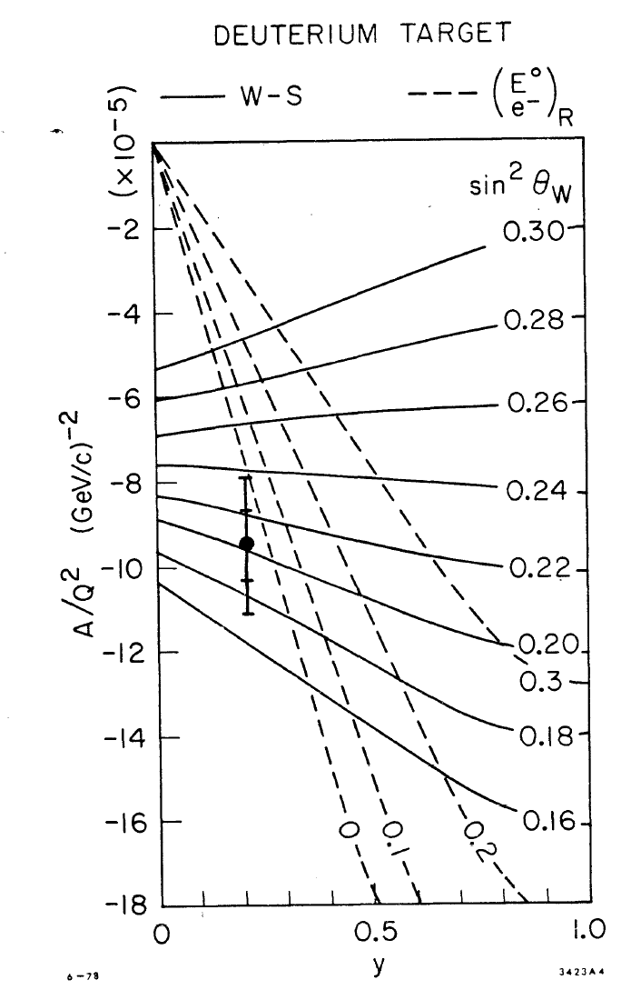 DEUTERIUM TARGET
— W-S --- (E° e⁻)R
(×10⁻⁵)
sin² θW
0.30
0.28
0.26
0.24
0.22
0.20
0.3
0.18
0.16
-2
-4
-6
-8
-10
-12
-14
-16
-18
A/Q² (GeV/c)⁻²
0 0.1 0.2
0 0.5 1.0
y
6-78 3423A4